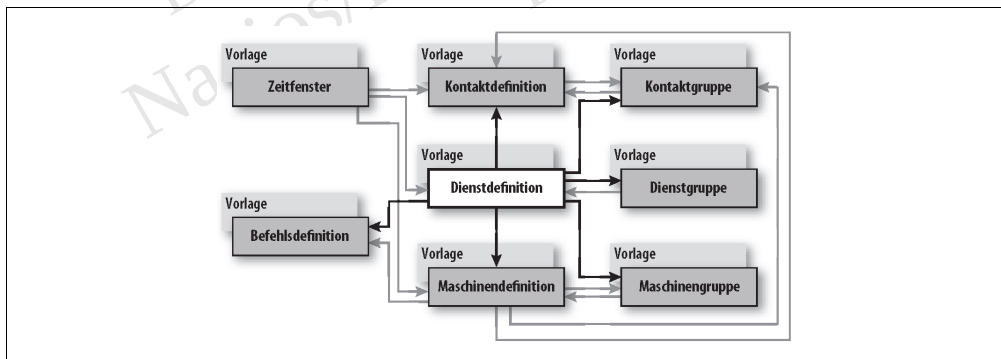 Vorlage
Zeitfenster
Vorlage
Kontaktdefinition
Vorlage
Kontaktgruppe
Vorlage
Dienstdefinition
Vorlage
Dienstgruppe
Vorlage
Befehlsdefinition
Vorlage
Maschinendefinition
Vorlage
Maschinengruppe